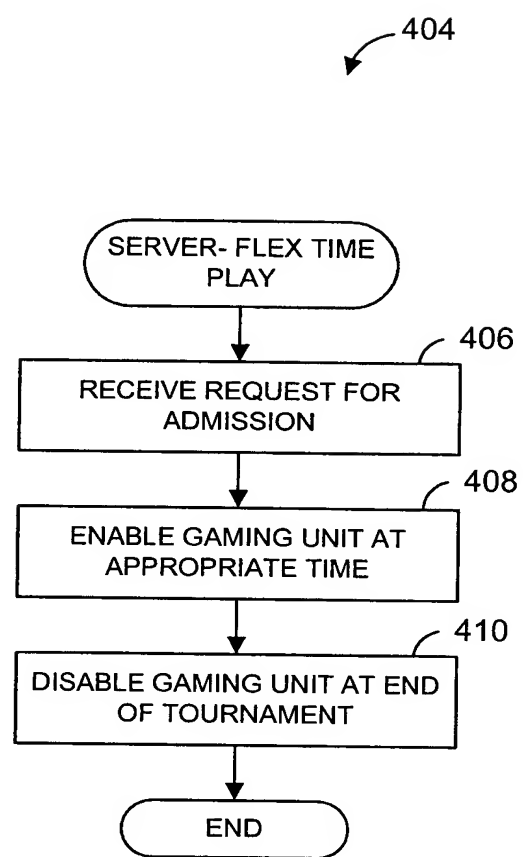 404
SERVER- FLEX TIME
PLAY
406
RECEIVE REQUEST FOR
ADMISSION
408
ENABLE GAMING UNIT AT
APPROPRIATE TIME
410
DISABLE GAMING UNIT AT END
OF TOURNAMENT
END